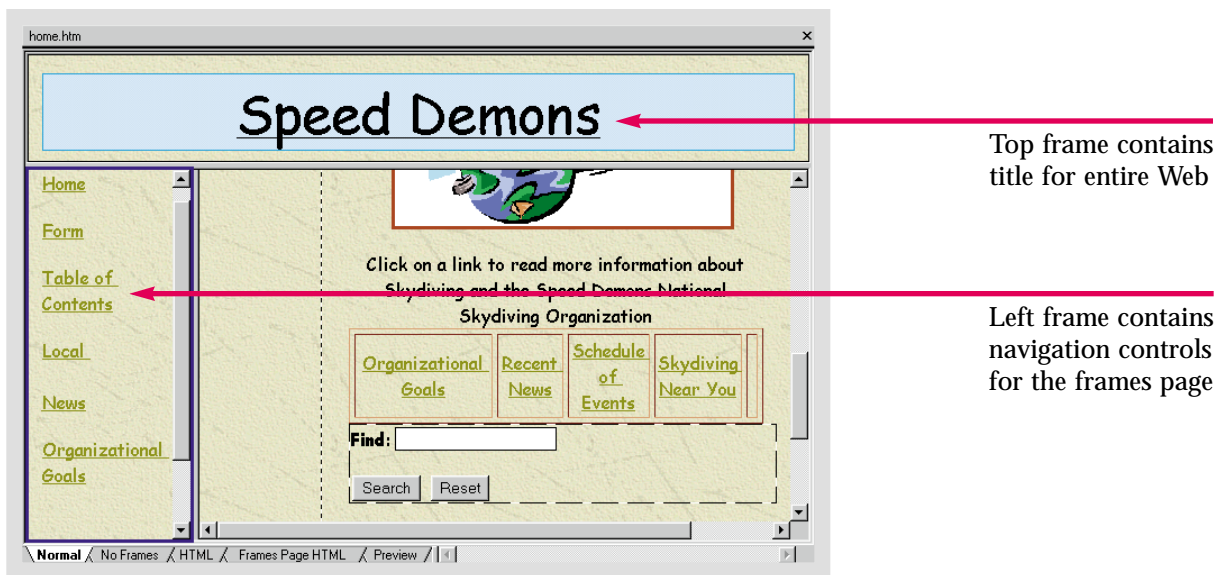 home.htm
Speed Demons
Top frame contains
title for entire Web
Home
Form
Table of
Contents
Local
News
Organizational
Goals
Click on a link to read more information about
Skydiving and the Speed Demons National
Skydiving Organization
Organizational
Goals
Recent
News
Schedule
of
Events
Skydiving
Near You
Find:
Search Reset
Left frame contains
navigation controls
for the frames page
Normal No Frames HTML Frames Page HTML Preview